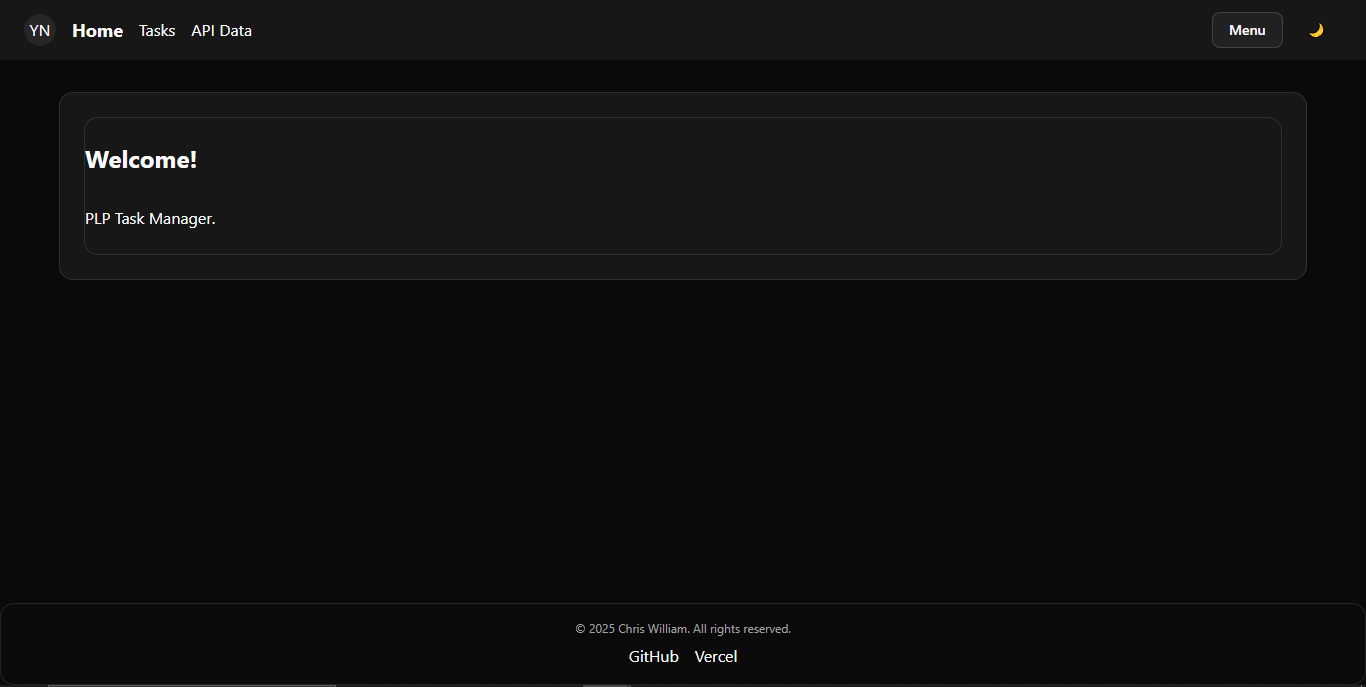 YN Home Tasks API Data Menu
Welcome!
PLP Task Manager.
© 2025 Chris William. All rights reserved.
GitHub Vercel